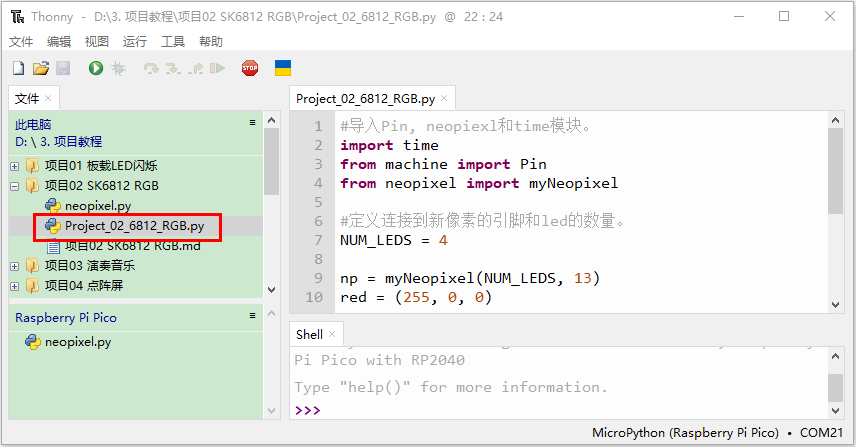 Thonny - D:\3. 项目教程\项目02 SK6812 RGB\Project_02_6812_RGB.py @ 22 : 24
文件 编辑 视图 运行 工具 帮助
STOP
文件 ×
此电脑
D: \ 3. 项目教程
项目01 板载LED闪烁
项目02 SK6812 RGB
neopixel.py
Project_02_6812_RGB.py
项目02 SK6812 RGB.md
项目03 演奏音乐
项目04 点阵屏
Raspberry Pi Pico
neopixel.py
Project_02_6812_RGB.py ×
1 #导入Pin, neopiexl和time模块。
2 import time
3 from machine import Pin
4 from neopixel import myNeopixel
5
6 #定义连接到新像素的引脚和led的数量。
7 NUM_LEDS = 4
8
9 np = myNeopixel(NUM_LEDS, 13)
10 red = (255, 0, 0)
Shell ×
Pi Pico with RP2040
Type "help()" for more information.
>>>
MicroPython (Raspberry Pi Pico) • COM21